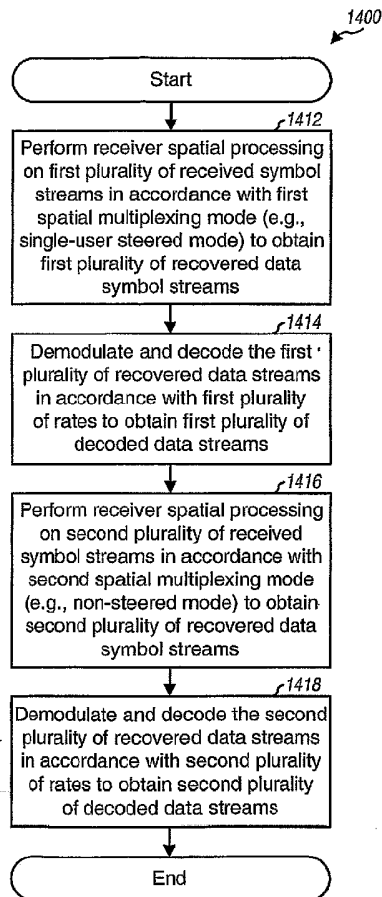 1400
Start
1412
Perform receiver spatial processing
on first plurality of received symbol
streams in accordance with first
spatial multiplexing mode (e.g.,
single-user steered mode) to obtain
first plurality of recovered data
symbol streams
1414
Demodulate and decode the first
plurality of recovered data streams
in accordance with first plurality
of rates to obtain first plurality of
decoded data streams
1416
Perform receiver spatial processing
on second plurality of received
symbol streams in accordance with
second spatial multiplexing mode
(e.g., non-steered mode) to obtain
second plurality of recovered data
symbol streams
1418
Demodulate and decode the second
plurality of recovered data streams
in accordance with second plurality
of rates to obtain second plurality
of decoded data streams
End